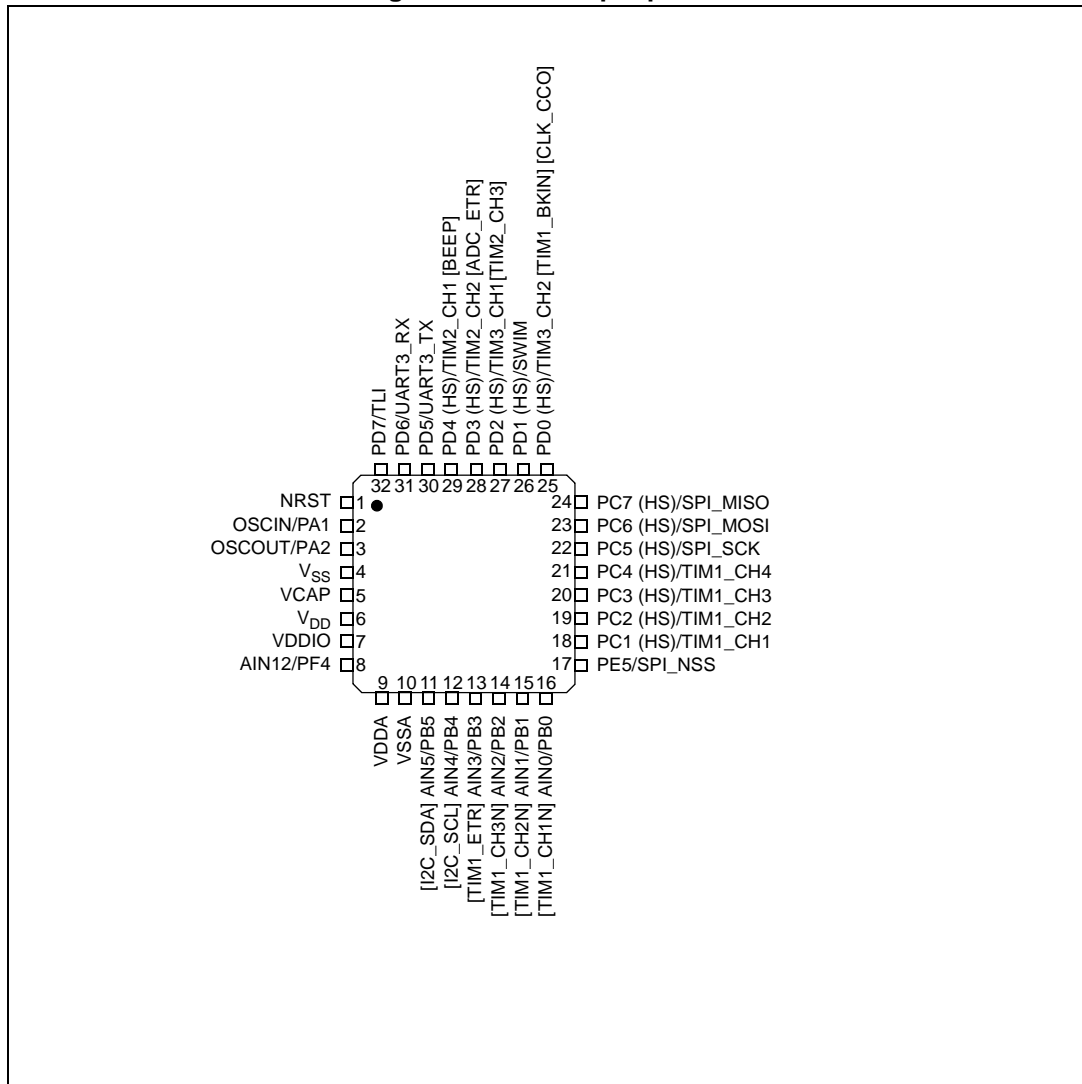 PD7/TLI
PD6/UART3_RX
PD5/UART3_TX
PD4 (HS)/TIM2_CH1 [BEEP]
PD3 (HS)/TIM2_CH2 [ADC_ETR]
PD2 (HS)/TIM3_CH1[TIM2_CH3]
PD1 (HS)/SWIM
PD0 (HS)/TIM3_CH2 [TIM1_BKIN] [CLK_CCO]
32 31 30 29 28 27 26 25
NRST 1
OSCIN/PA1 2
OSCOUT/PA2 3
VSS 4
VCAP 5
VDD 6
VDDIO 7
AIN12/PF4 8
24 PC7 (HS)/SPI_MISO
23 PC6 (HS)/SPI_MOSI
22 PC5 (HS)/SPI_SCK
21 PC4 (HS)/TIM1_CH4
20 PC3 (HS)/TIM1_CH3
19 PC2 (HS)/TIM1_CH2
18 PC1 (HS)/TIM1_CH1
17 PE5/SPI_NSS
9 10 11 12 13 14 15 16
VDDA
VSSA
[I2C_SDA] AIN5/PB5
[I2C_SCL] AIN4/PB4
[TIM1_ETR] AIN3/PB3
[TIM1_CH3N] AIN2/PB2
[TIM1_CH2N] AIN1/PB1
[TIM1_CH1N] AIN0/PB0